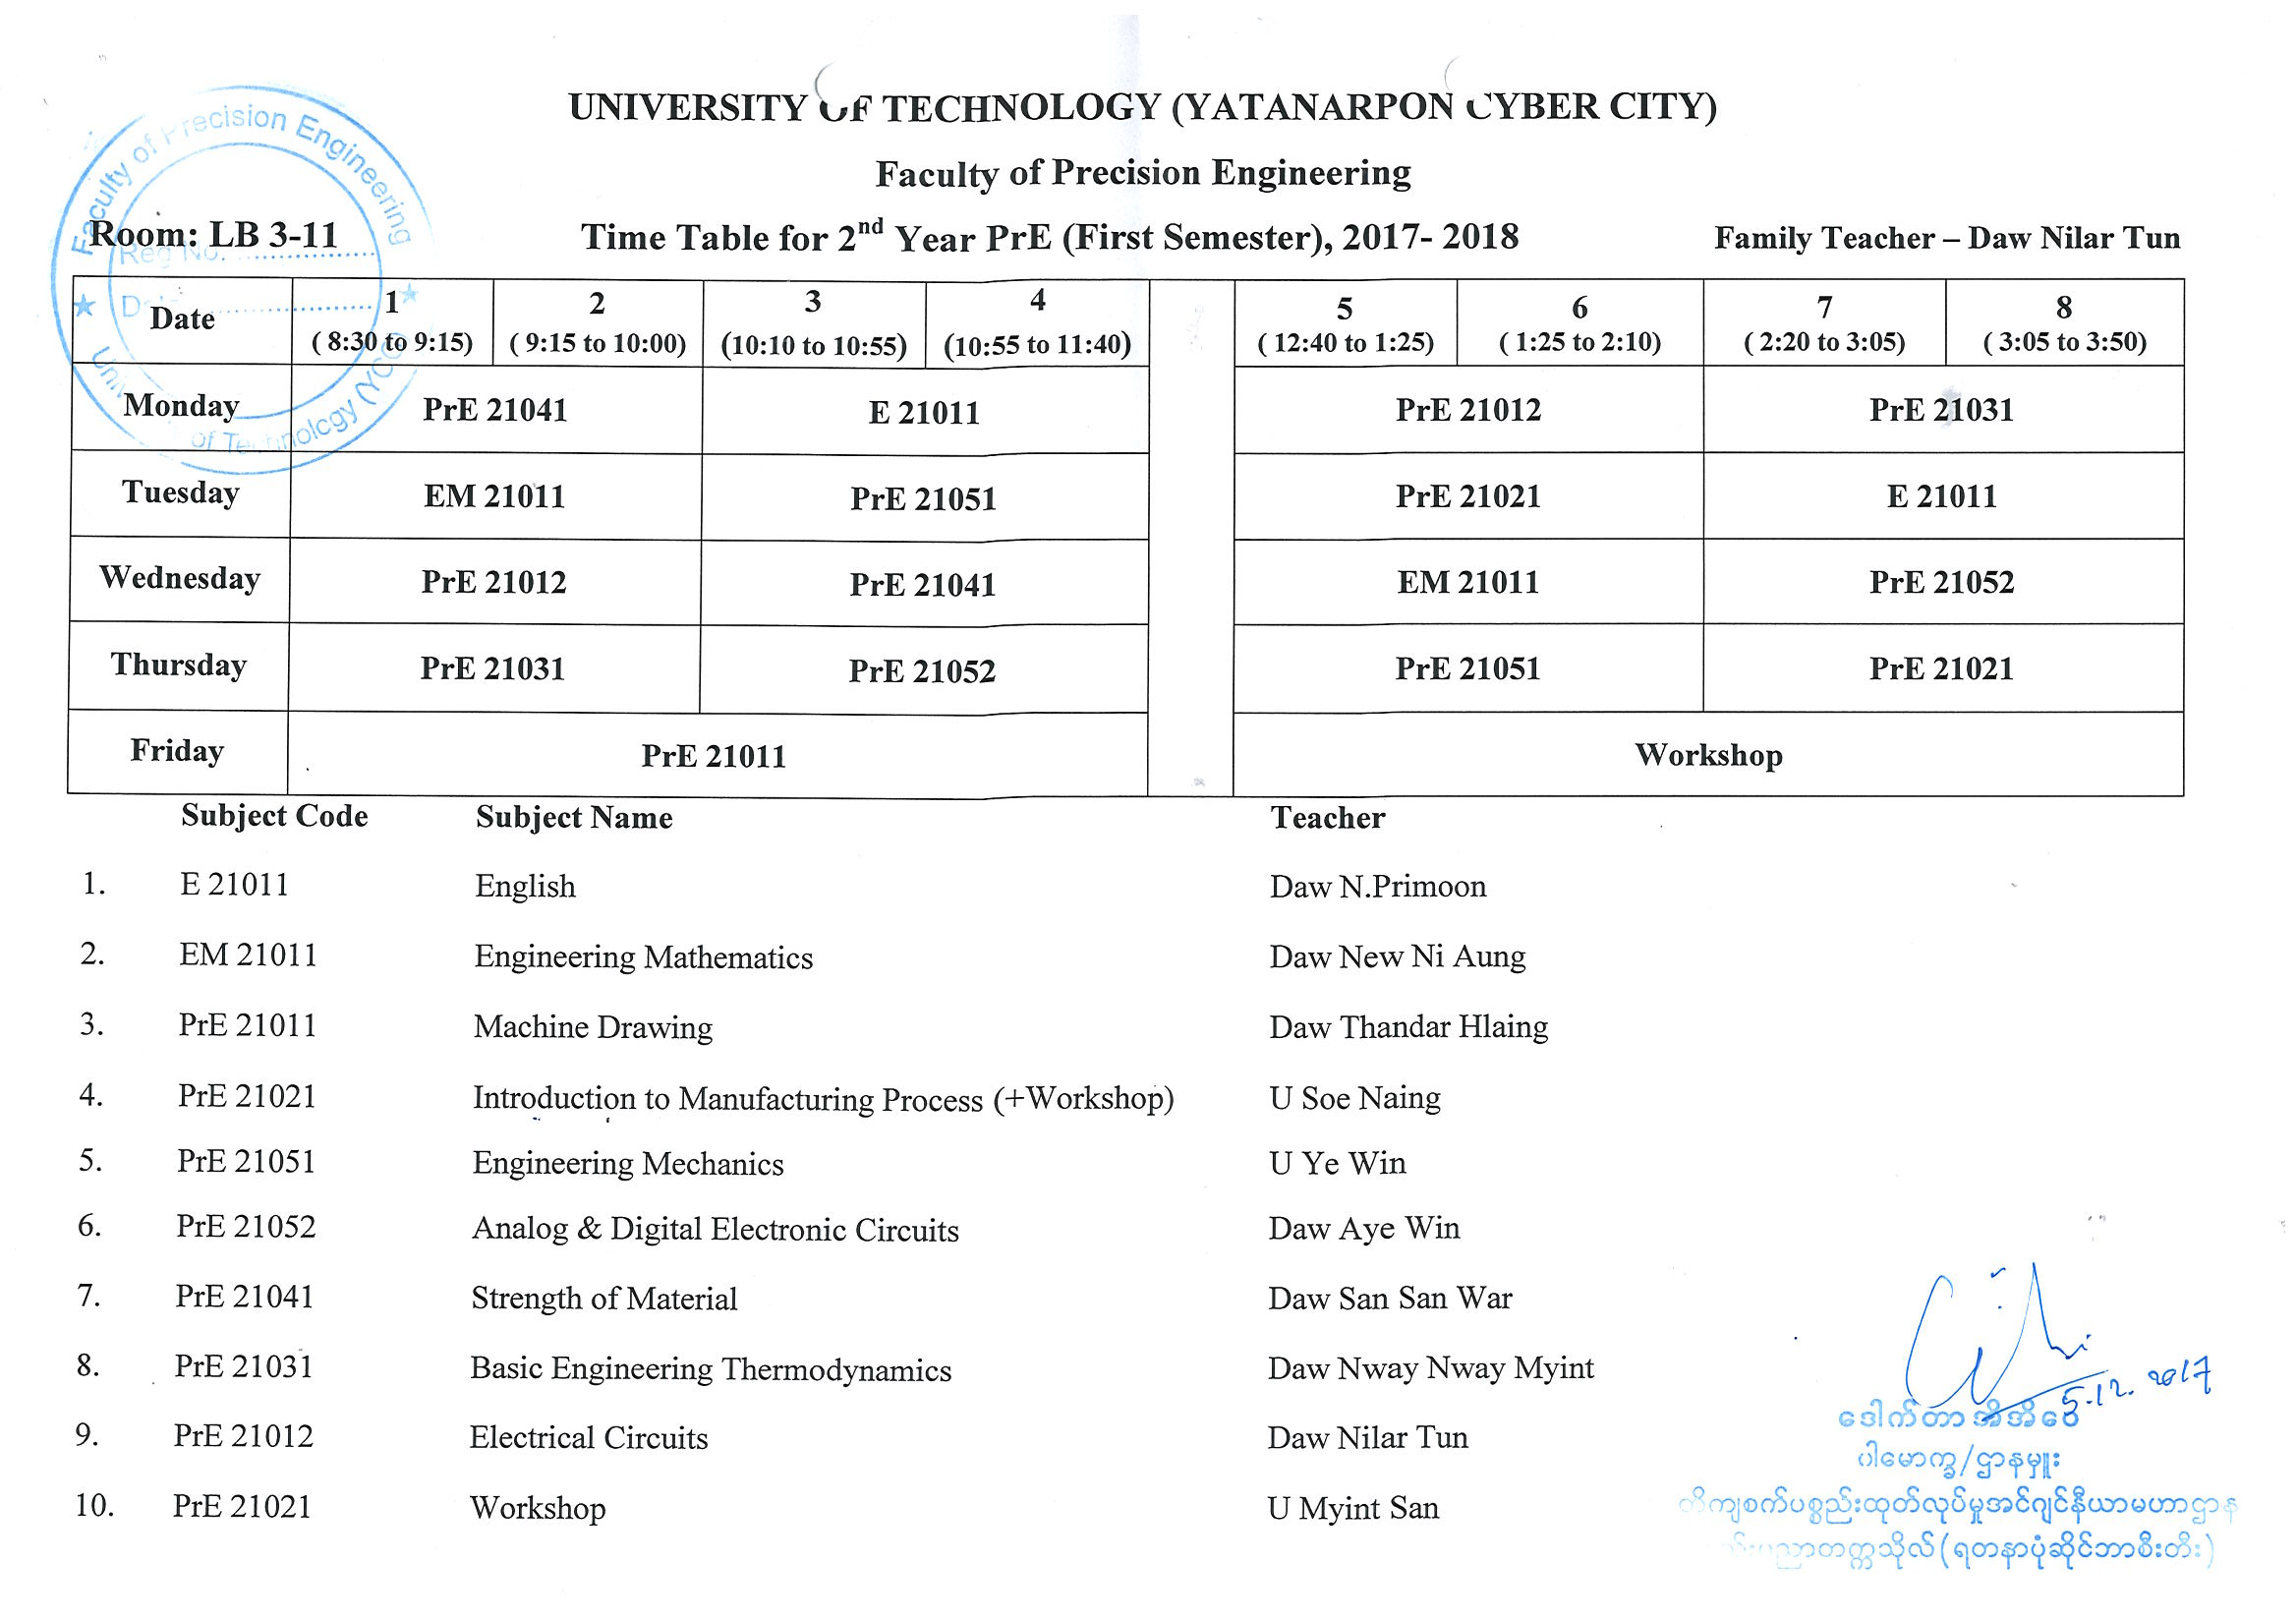 UNIVERSITY OF TECHNOLOGY (YATANARPON CYBER CITY)
Faculty of Precision Engineering
Faculty of Precision Engineering
Reg No.
University of Technology (YCC)
Room: LB 3-11 Time Table for 2nd Year PrE (First Semester), 2017- 2018 Family Teacher – Daw Nilar Tun
Date 1 2 3 4 5 6 7 8
( 8:30 to 9:15) ( 9:15 to 10:00) (10:10 to 10:55) (10:55 to 11:40) ( 12:40 to 1:25) ( 1:25 to 2:10) ( 2:20 to 3:05) ( 3:05 to 3:50)
Monday PrE 21041 E 21011 PrE 21012 PrE 21031
Tuesday EM 21011 PrE 21051 PrE 21021 E 21011
Wednesday PrE 21012 PrE 21041 EM 21011 PrE 21052
Thursday PrE 21031 PrE 21052 PrE 21051 PrE 21021
Friday PrE 21011 Workshop
Subject Code Subject Name Teacher
1. E 21011 English Daw N.Primoon
2. EM 21011 Engineering Mathematics Daw New Ni Aung
3. PrE 21011 Machine Drawing Daw Thandar Hlaing
4. PrE 21021 Introduction to Manufacturing Process (+Workshop) U Soe Naing
5. PrE 21051 Engineering Mechanics U Ye Win
6. PrE 21052 Analog & Digital Electronic Circuits Daw Aye Win
7. PrE 21041 Strength of Material Daw San San War
8. PrE 21031 Basic Engineering Thermodynamics Daw Nway Nway Myint
9. PrE 21012 Electrical Circuits Daw Nilar Tun
10. PrE 21021 Workshop U Myint San
5.12.2017
ဒေါက်တာအိအိဝေ
ပါမောက္ခ/ဌာနမှူး
တိကျစက်ပစ္စည်းထုတ်လုပ်မှုအင်ဂျင်နီယာမဟာဌာန
(ရတနာပုံဆိုင်ဘာစီးတီး)